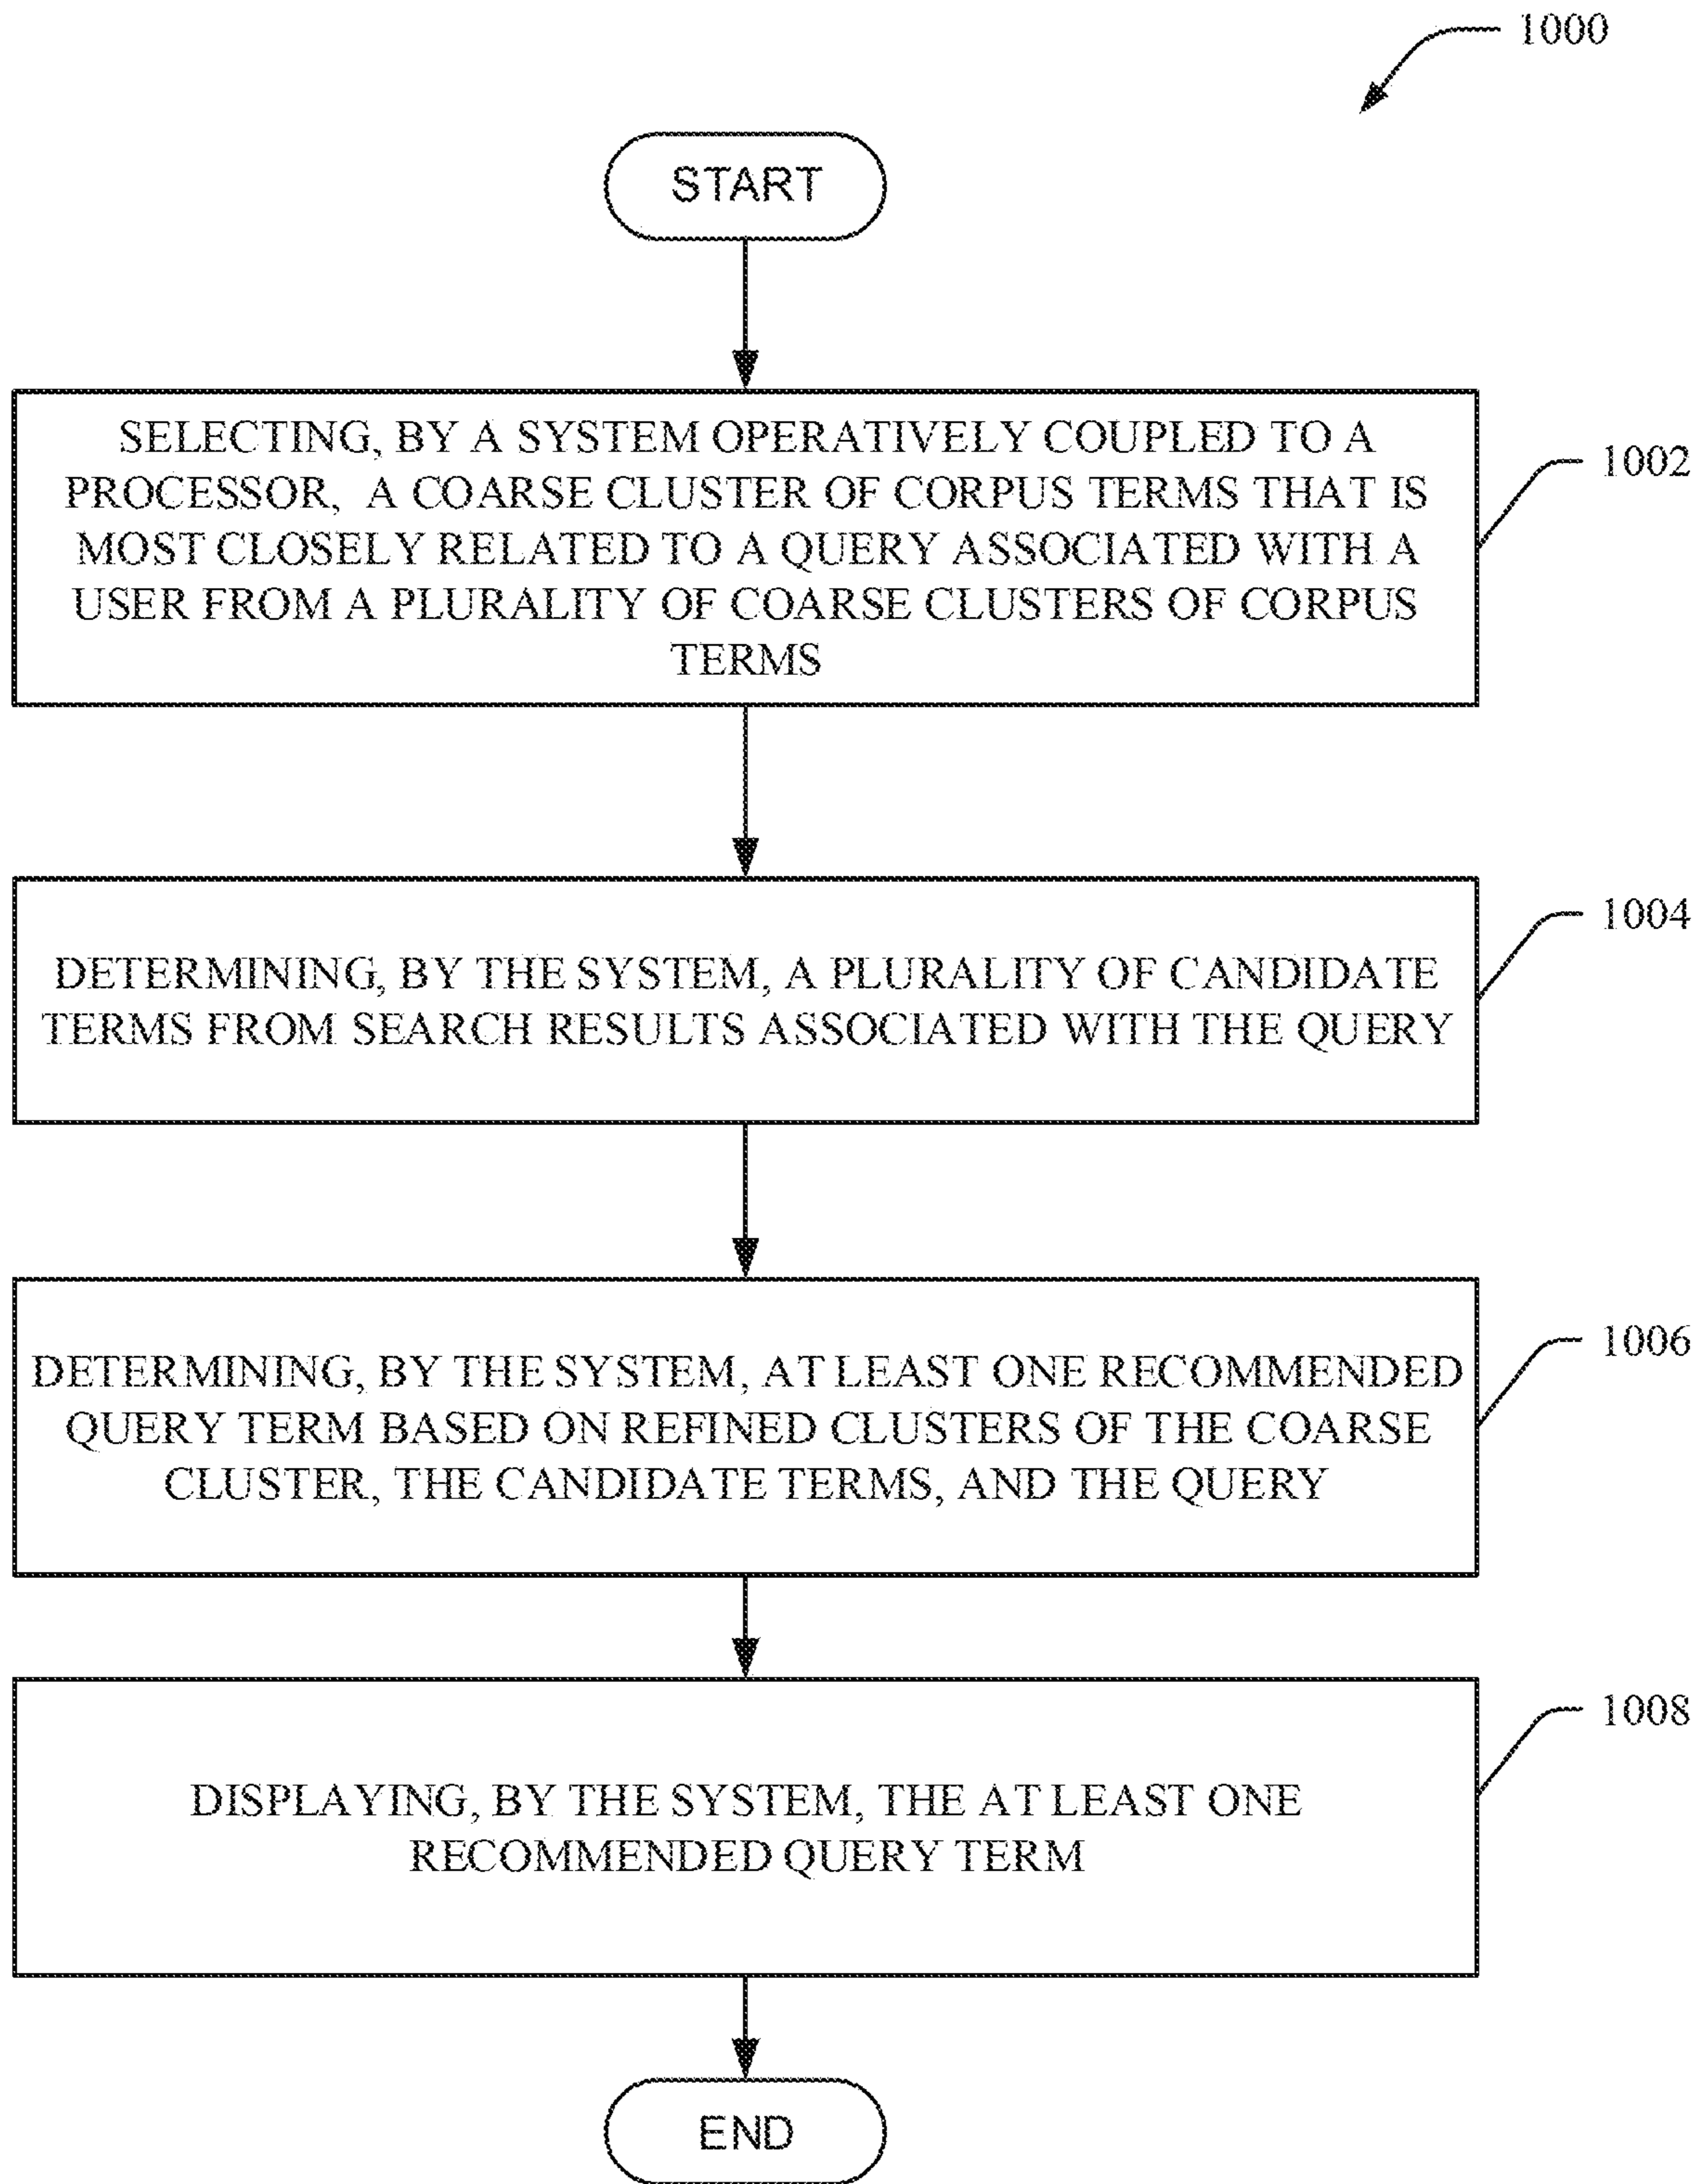 1000
START
SELECTING, BY A SYSTEM OPERATIVELY COUPLED TO A
PROCESSOR, A COARSE CLUSTER OF CORPUS TERMS THAT IS
MOST CLOSELY RELATED TO A QUERY ASSOCIATED WITH A
USER FROM A PLURALITY OF COARSE CLUSTERS OF CORPUS
TERMS
1002
DETERMINING, BY THE SYSTEM, A PLURALITY OF CANDIDATE
TERMS FROM SEARCH RESULTS ASSOCIATED WITH THE QUERY
1004
DETERMINING, BY THE SYSTEM, AT LEAST ONE RECOMMENDED
QUERY TERM BASED ON REFINED CLUSTERS OF THE COARSE
CLUSTER, THE CANDIDATE TERMS, AND THE QUERY
1006
DISPLAYING, BY THE SYSTEM, THE AT LEAST ONE
RECOMMENDED QUERY TERM
1008
END